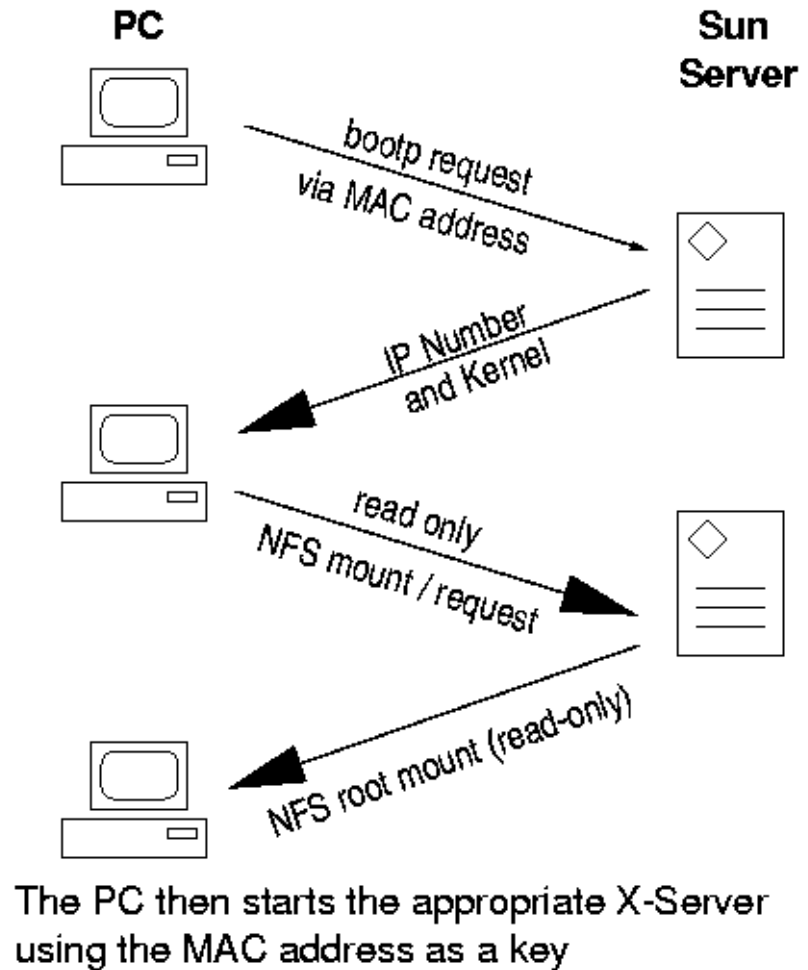 PC
Sun
Server
bootp request
via MAC address
IP Number
and Kernel
read only
NFS mount / request
NFS root mount (read-only)
The PC then starts the appropriate X-Server
using the MAC address as a key